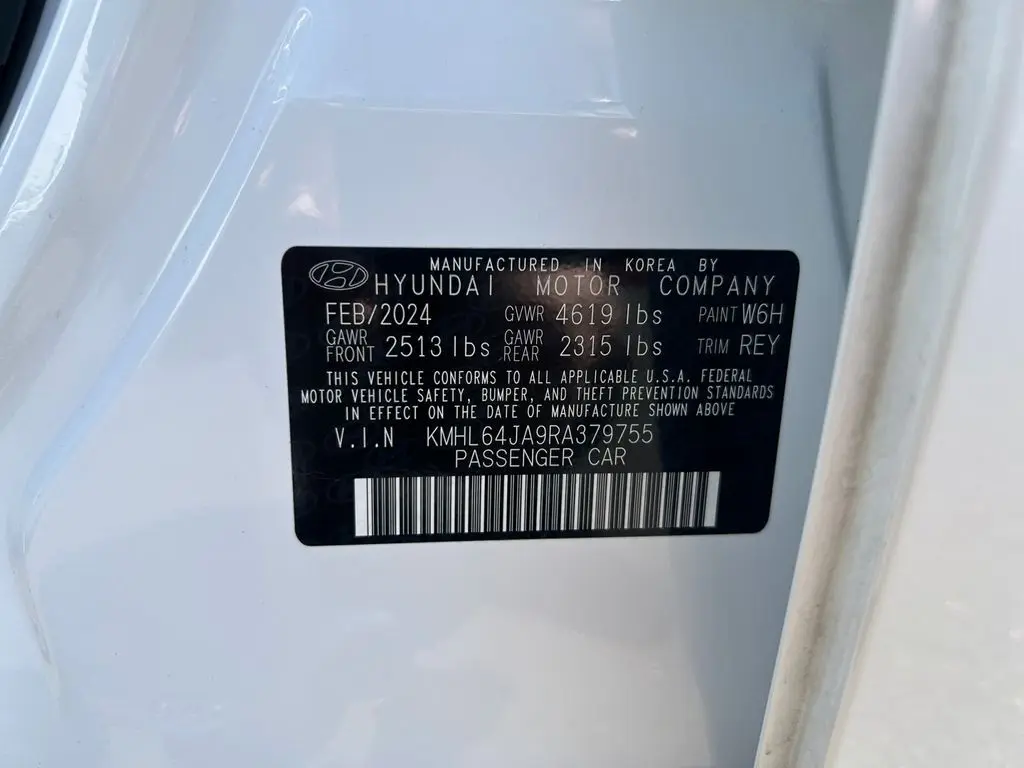 MANUFACTURED IN KOREA BY
HYUNDAI MOTOR COMPANY
FEB/2024 GVWR 4619 lbs PAINT W6H
GAWR FRONT 2513 lbs GAWR REAR 2315 lbs TRIM REY
THIS VEHICLE CONFORMS TO ALL APPLICABLE U.S.A. FEDERAL
MOTOR VEHICLE SAFETY, BUMPER, AND THEFT PREVENTION STANDARDS
IN EFFECT ON THE DATE OF MANUFACTURE SHOWN ABOVE
V.I.N KMHL64JA9RA379755
PASSENGER CAR